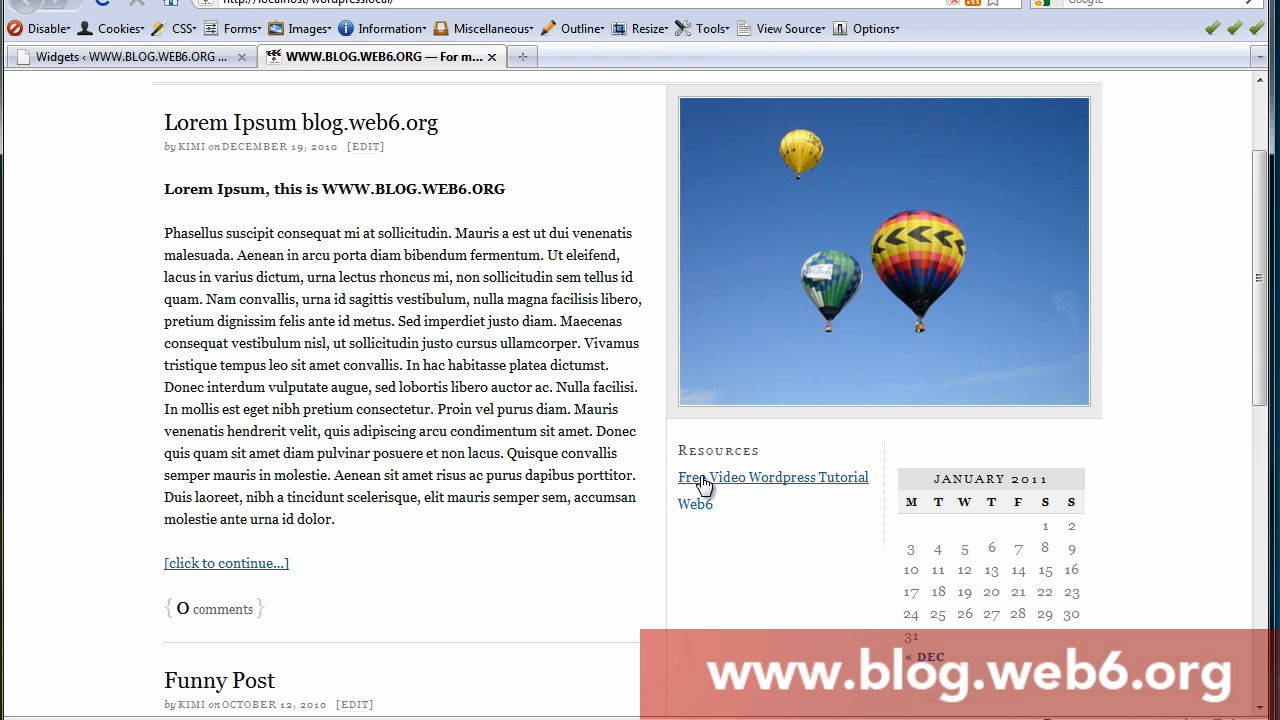 http://localhost/wordpresslocal/
Google
Disable Cookies CSS Forms Images Information Miscellaneous Outline Resize Tools View Source Options
Widgets ‹ WWW.BLOG.WEB6.ORG ... WWW.BLOG.WEB6.ORG — For m...
Lorem Ipsum blog.web6.org
by KIMI on DECEMBER 19, 2010 [EDIT]
Lorem Ipsum, this is WWW.BLOG.WEB6.ORG
Phasellus suscipit consequat mi at sollicitudin. Mauris a est ut dui venenatis
malesuada. Aenean in arcu porta diam bibendum fermentum. Ut eleifend,
lacus in varius dictum, urna lectus rhoncus mi, non sollicitudin sem tellus id
quam. Nam convallis, urna id sagittis vestibulum, nulla magna facilisis libero,
pretium dignissim felis ante id metus. Sed imperdiet justo diam. Maecenas
consequat vestibulum nisl, ut sollicitudin justo cursus ullamcorper. Vivamus
tristique tempus leo sit amet convallis. In hac habitasse platea dictumst.
Donec interdum vulputate augue, sed lobortis libero auctor ac. Nulla facilisi.
In mollis est eget nibh pretium consectetur. Proin vel purus diam. Mauris
venenatis hendrerit velit, quis adipiscing arcu condimentum sit amet. Donec
quis quam sit amet diam pulvinar posuere et non lacus. Quisque convallis
semper mauris in molestie. Aenean sit amet risus ac purus dapibus porttitor.
Duis laoreet, nibh a tincidunt scelerisque, elit mauris semper sem, accumsan
molestie ante urna id dolor.
[click to continue...]
{ 0 comments }
Funny Post
by KIMI on OCTOBER 12, 2010 [EDIT]
RESOURCES
Free Video Wordpress Tutorial
Web6
JANUARY 2011
M T W T F S S
1 2
3 4 5 6 7 8 9
10 11 12 13 14 15 16
17 18 19 20 21 22 23
24 25 26 27 28 29 30
31
« DEC
www.blog.web6.org